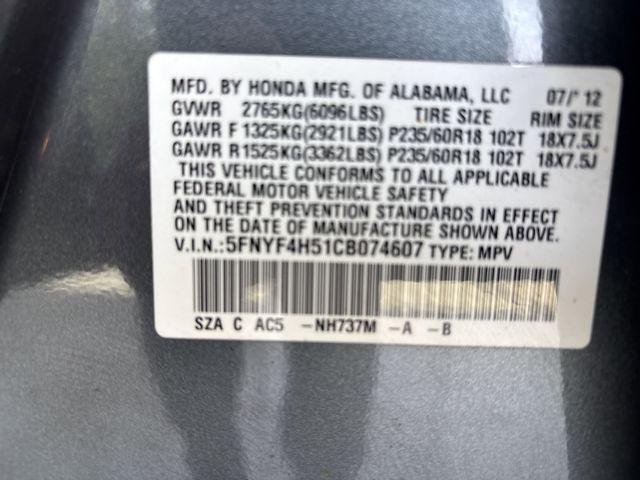 MFD. BY HONDA MFG. OF ALABAMA, LLC 07/'12
GVWR 2765KG(6096LBS) TIRE SIZE RIM SIZE
GAWR F 1325KG(2921LBS) P235/60R18 102T 18X7.5J
GAWR R1525KG(3362LBS) P235/60R18 102T 18X7.5J
THIS VEHICLE CONFORMS TO ALL APPLICABLE
FEDERAL MOTOR VEHICLE SAFETY
AND THEFT PREVENTION STANDARDS IN EFFECT
ON THE DATE OF MANUFACTURE SHOWN ABOVE.
V.I.N.:5FNYF4H51CB074607 TYPE: MPV
SZA C AC5 -NH737M -A -B